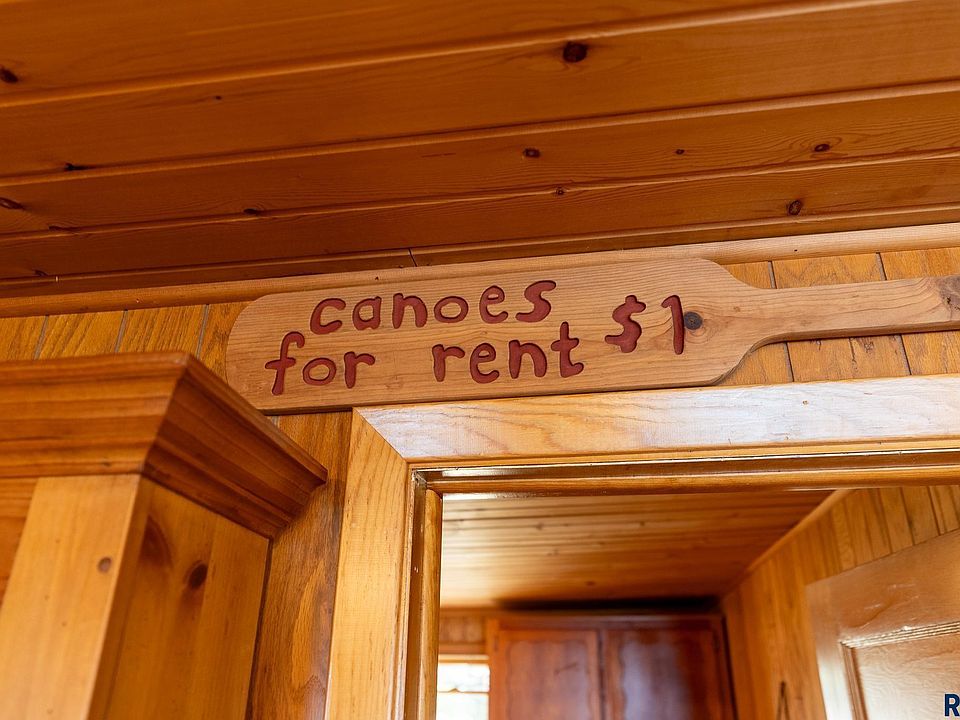 canoes
for rent $1
R